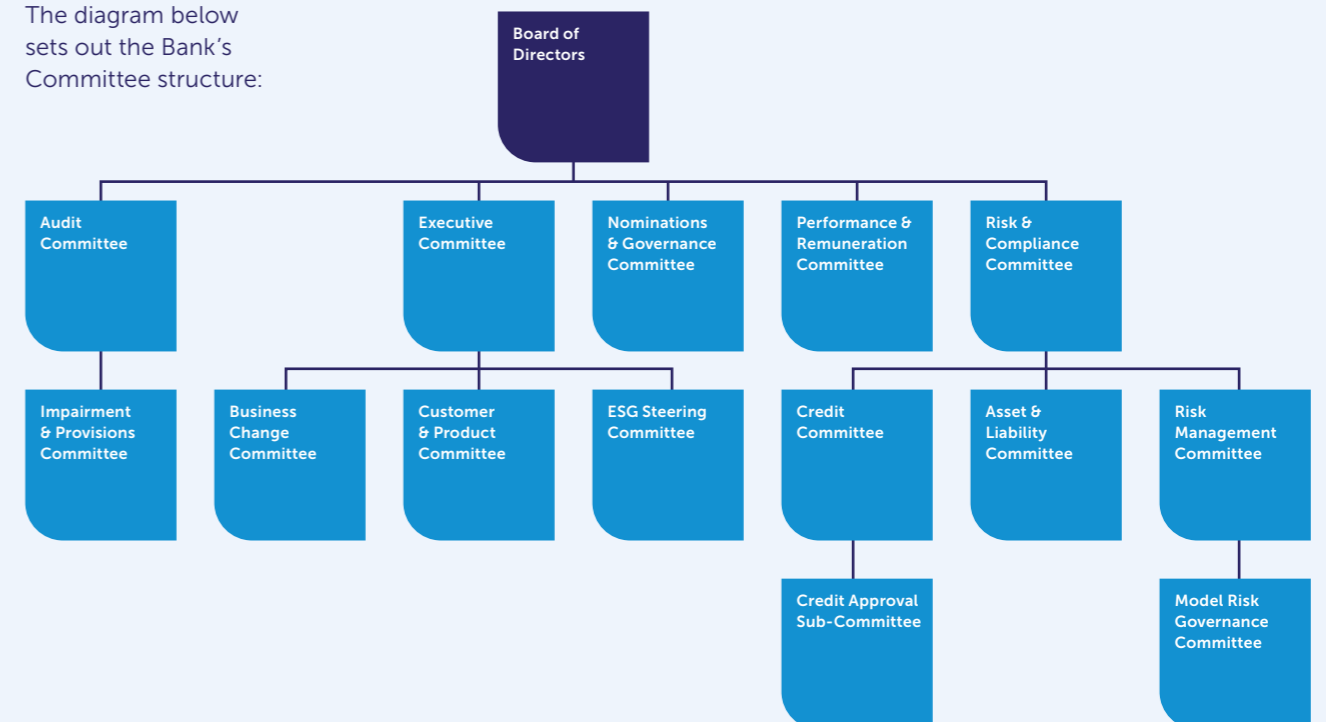 The diagram below
sets out the Bank’s
Committee structure:
Board of
Directors
Audit
Committee
Executive
Committee
Nominations
& Governance
Committee
Performance &
Remuneration
Committee
Risk &
Compliance
Committee
Impairment
& Provisions
Committee
Business
Change
Committee
Customer
& Product
Committee
ESG Steering
Committee
Credit
Committee
Asset &
Liability
Committee
Risk
Management
Committee
Credit Approval
Sub-Committee
Model Risk
Governance
Committee